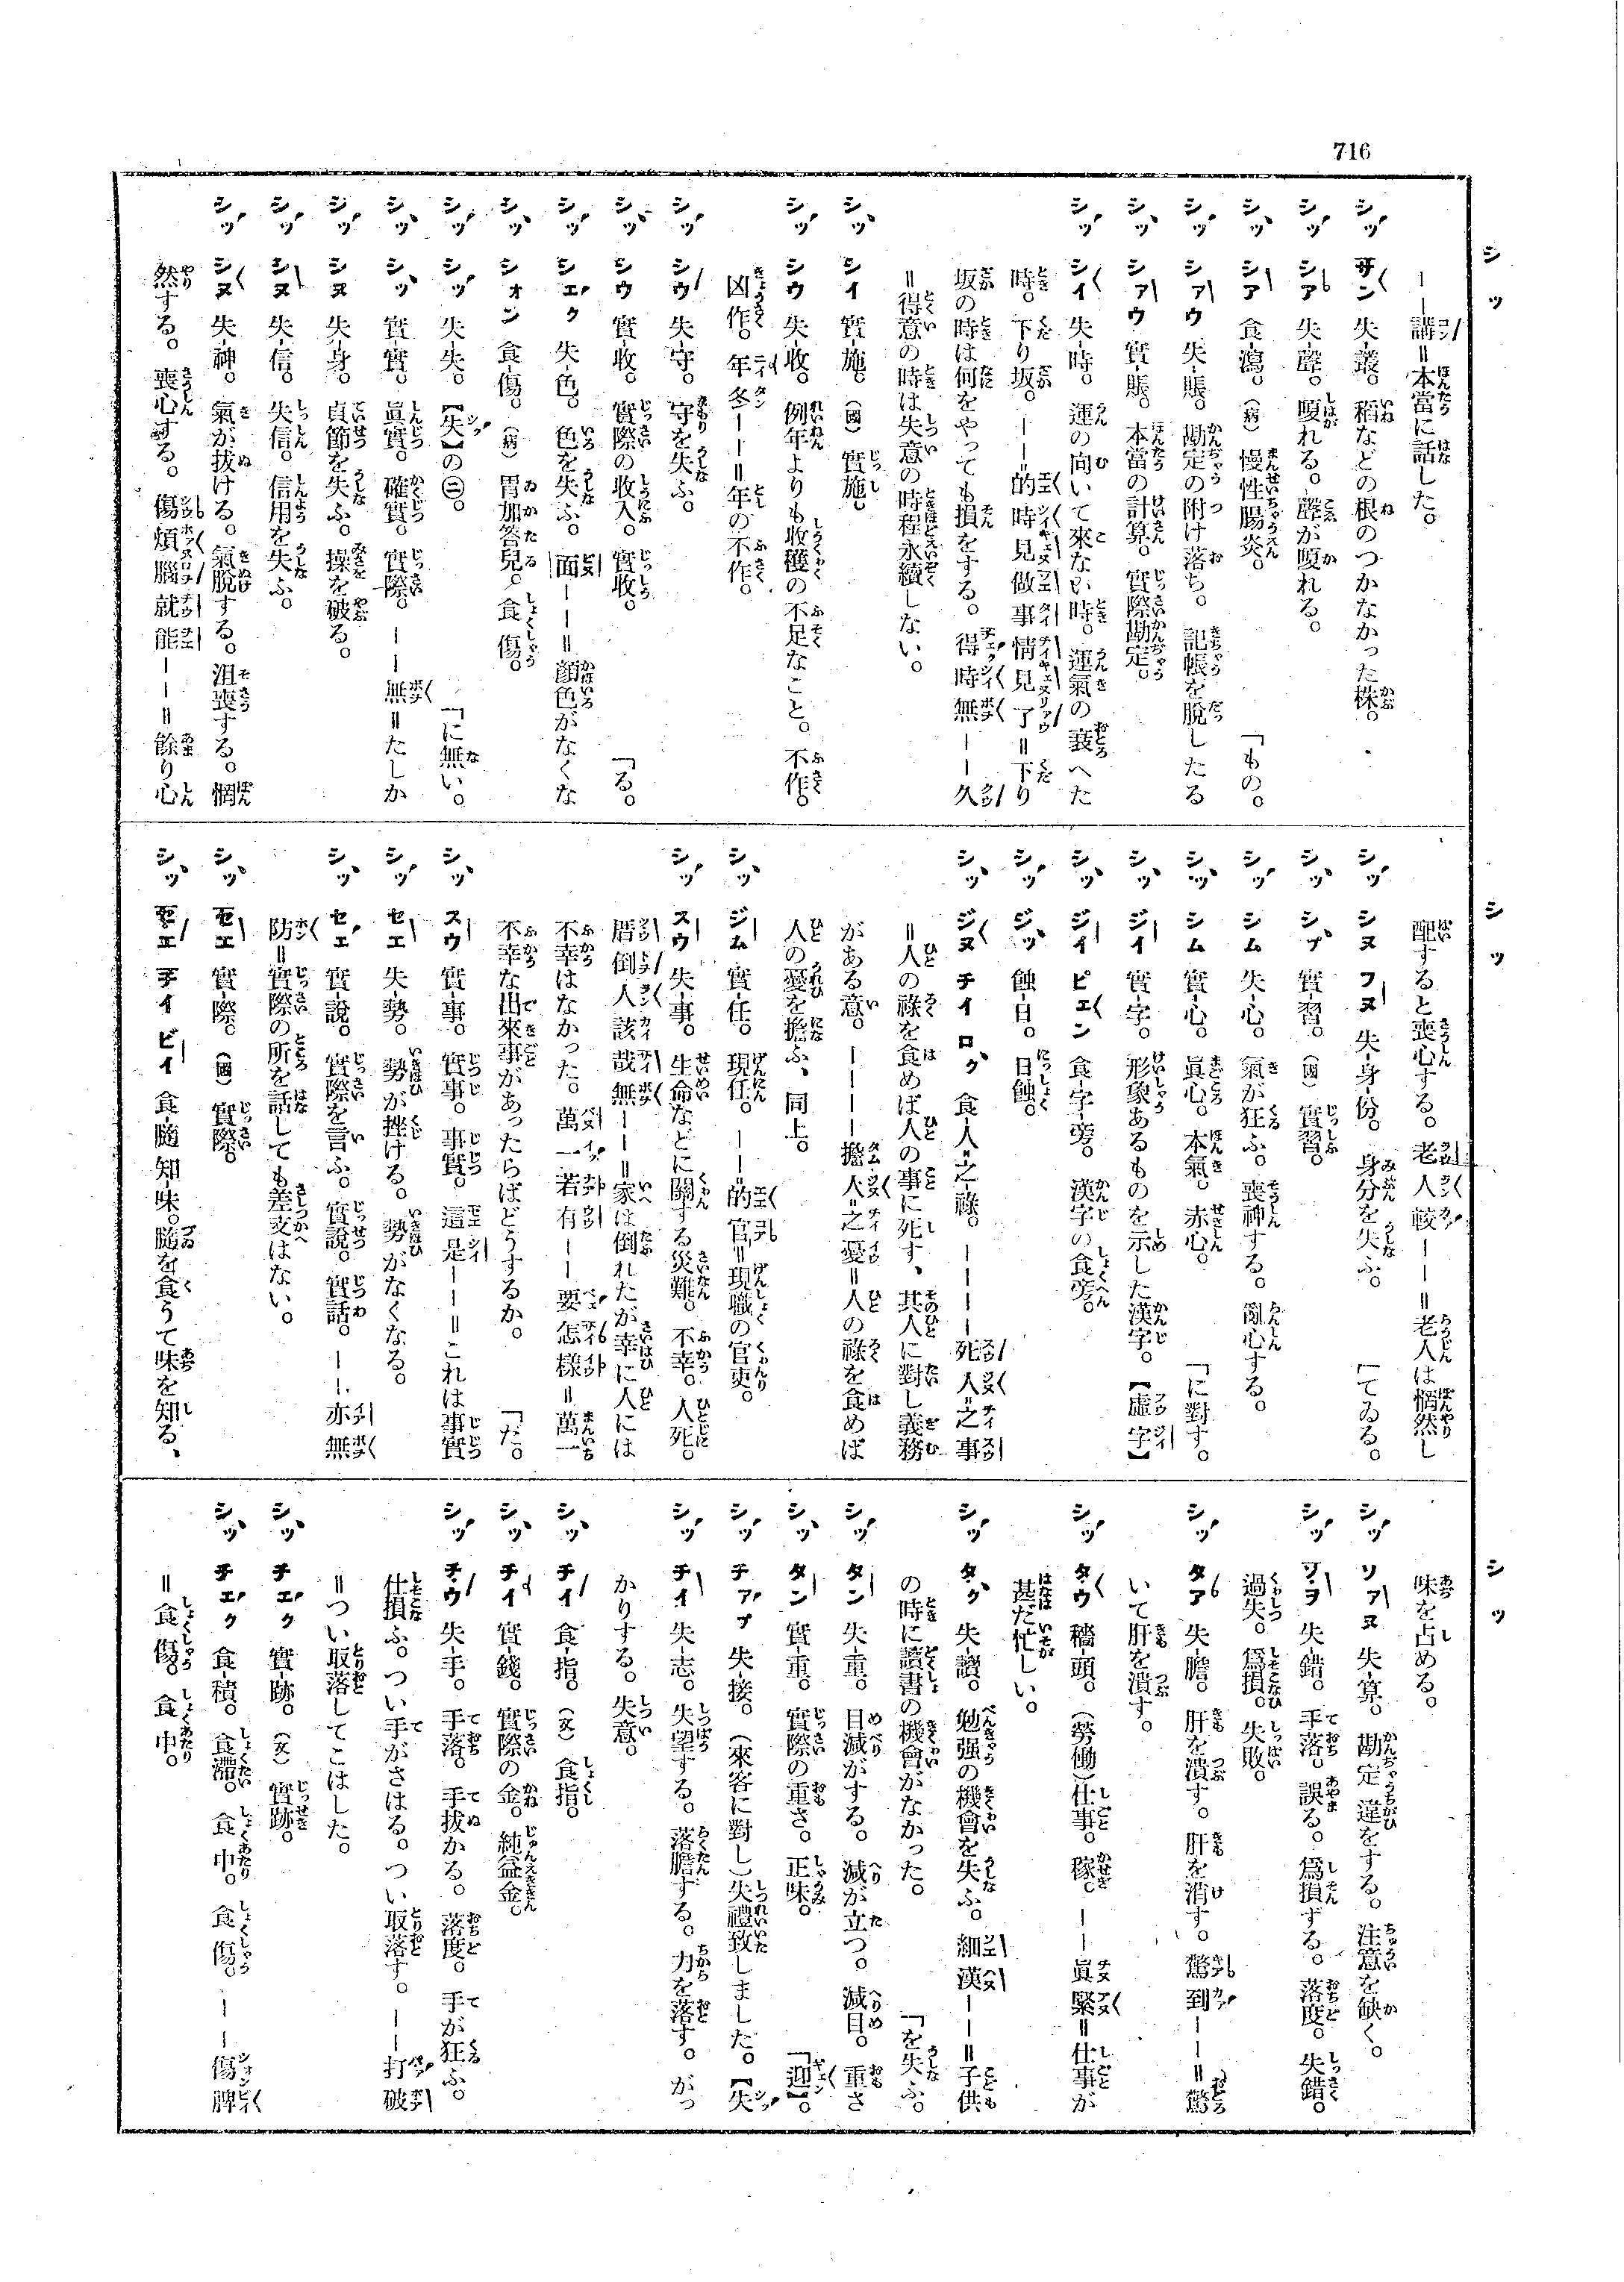 716
シッ
――講＝本當に話した。
シッ サン 失叢。稻などの根のつかなかった株。
シッ シア 失聲。嗄れる。聲が嗄れる。
シッ シア 食瀉。（病）慢性腸炎。「もの。
シッ シアウ 失賬。勘定の附け落ち。記帳を脫したる
シッ シアウ 實賬。本當の計算。實際勘定。
シッ シイ 失時。運の向いて來ない時。運氣の衰へた
時。下り坂。――的時見做事情見了＝下り
坂の時は何をやっても損をする。得時無――久
＝得意の時は失意の時程永續しない。
シッ シイ 實施。（國）實施。
シッ シウ 失收。例年よりも收穫の不足なこと。不作。
凶作。年冬――＝年の不作。
シッ シウ 失守。守を失ふ。
シッ シウ 實收。實際の收入。實收。「る。
シッ シェク 失色。色を失ふ。面――＝顏色がなくな
シッ シオン 食傷。（病）胃加答兒。食傷。
シッ シッ 失失。【失】の㊁。「に無い。
シッ シッ 實實。眞實。確實。實際。――無＝たしか
シッ シヌ 失身。貞節を失ふ。操を破る。
シッ シヌ 失信。失信。信用を失ふ。
シッ シヌ 失神。氣が拔ける。氣脫する。沮喪する。惘
然する。喪心する。傷煩腦就能――＝餘り心
シッ
配すると喪心する。老人較――＝老人は惘然し
シッ シヌ フヌ 失身份。身分を失ふ。「てゐる。
シッ シプ 實習。（國）實習。
シッ シム 失心。氣が狂ふ。喪神する。亂心する。
シッ シム 實心。眞心。本氣。赤心。「に對す。
シッ ジイ 實字。形象あるものを示した漢字。【虛字】
シッ ジイ ピェン 食字旁。漢字の食旁。
シッ ジッ 蝕日。日蝕。
シッ ジヌ チイ ロク 食人之祿。――――死人之事
＝人の祿を食めば人の事に死す、其人に對し義務
がある意。――――擔人之憂＝人の祿を食めば
人の憂を擔ふ、同上。
シッ ジム 實任。現任。――的官＝現職の官吏。
シッ スウ 失事。生命などに關する災難。不幸。人死。
厝倒人該哉無――＝家は倒れたが幸に人には
不幸はなかった。萬一若有――要怎樣＝萬一
不幸な出來事があったらばどうするか。「だ。
シッ スウ 實事。實事。事實。這是――＝これは事實
シッ セエ 失勢。勢が挫ける。勢がなくなる。
シッ セェ 實說。實際を言ふ。實說。實話。――亦無
防＝實際の所を話しても差支はない。
シッ セエ 實際。（國）實際。
シッ セエ チイ ビイ 食髓知味。髓を食うて味を知る、
シッ
味を占める。
シッ ソァヌ 失算。勘定違をする。注意を缺く。
シッ ソヲ 失錯。手落。誤る。爲損ずる。落度。失錯。
過失。爲損。失敗。
シッ タア 失膽。肝を潰す。肝を消す。驚到――＝驚
いて肝を潰す。
シッ タウ 穡頭。（勞働）仕事。稼。――眞緊＝仕事が
甚だ忙しい。
シッ タク 失讀。勉强の機會を失ふ。細漢――＝子供
の時に讀書の機會がなかった。「を失ふ。
シッ タン 失重。目減がする。減が立つ。減目。重さ
シッ タン 實重。實際の重さ。正味。「迎】。
シッ チァプ 失接。（來客に對し）失禮致しました。【失
シッ チイ 失志。失望する。落膽する。力を落す。がっ
かりする。失意。
シッ チイ 食指。（文）食指。
シッ チイ 實錢。實際の金。純益金。
シッ チウ 失手。手落。手拔かる。落度。手が狂ふ。
仕損ふ。つい手がさはる。つい取落す。――打破
＝つい取落してこはした。
シッ チェク 實跡。（文）實跡。
シッ チェク 食積。食滯。食中。食傷。――傷脾
＝食傷。食中。